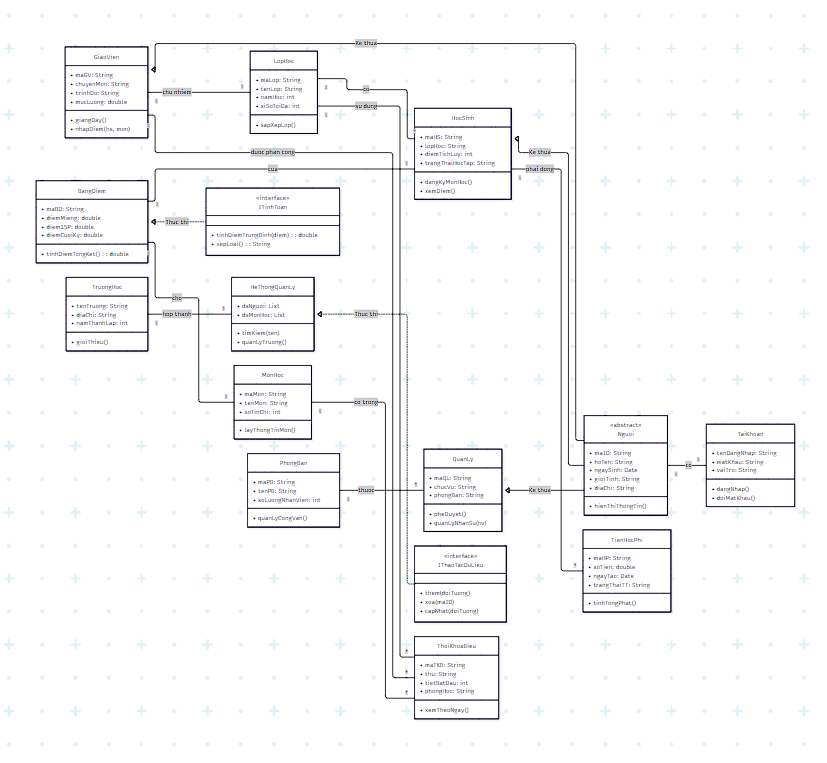 Ke thua
GiaoVien
maGV: String
chuyenMon: String
trinhDo: String
mucLuong: double
giangDay()
nhapDiem(hs, mon)
chu nhiem
LopHoc
maLop: String
tenLop: String
namHoc: int
siSoToiDa: int
sapXepLop()
co
su dung
HocSinh
maHS: String
lopHoc: String
diemTichLuy: int
trangThaiHocTap: String
dangKyMonHoc()
xemDiem()
Ke thua
phai dong
duoc phan cong
cua
BangDiem
maBD: String
diemMieng: double
diem15P: double
diemCuoiKy: double
tinhDiemTongKet() : : double
Thuc thi
«interface»
ITinhToan
tinhDiemTrungBinh(diem) : : double
xepLoai() : : String
TruongHoc
tenTruong: String
diaChi: String
namThanhLap: int
gioiThieu()
cho
hop thanh
HeThongQuanLy
dsNguoi: List
dsMonHoc: List
timKiem(ten)
quanLyTruong()
Thuc thi
MonHoc
maMon: String
tenMon: String
soTinChi: int
layThongTinMon()
co trong
PhongBan
maPB: String
tenPB: String
soLuongNhanVien: int
quanLyCongVan()
thuoc
QuanLy
maQL: String
chucVu: String
phongBan: String
pheDuyet()
quanLyNhanSu(nv)
Ke thua
«abstract»
Nguoi
maID: String
hoTen: String
ngaySinh: Date
gioiTinh: String
diaChi: String
hienThiThongTin()
co
TaiKhoan
tenDangNhap: String
matKhau: String
vaiTro: String
dangNhap()
doiMatKhau()
TienHocPhi
maHP: String
soTien: double
ngayTao: Date
trangThaiTT: String
tinhTongPhat()
«interface»
IThaoTacDuLieu
them(doiTuong)
xoa(maID)
capNhat(doiTuong)
ThoiKhoaBieu
maTKB: String
thu: String
tietBatDau: int
phongHoc: String
xemTheoNgay()